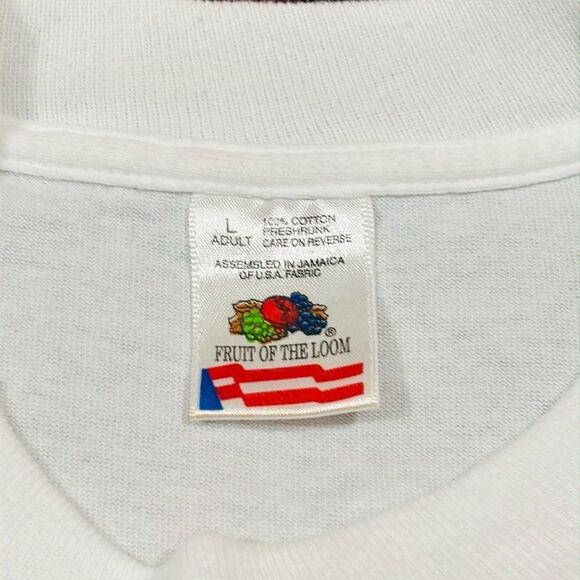 L
ADULT
100% COTTON
PRESHRUNK
CARE ON REVERSE
ASSEMBLED IN JAMAICA
OF U.S.A. FABRIC
®
FRUIT OF THE LOOM